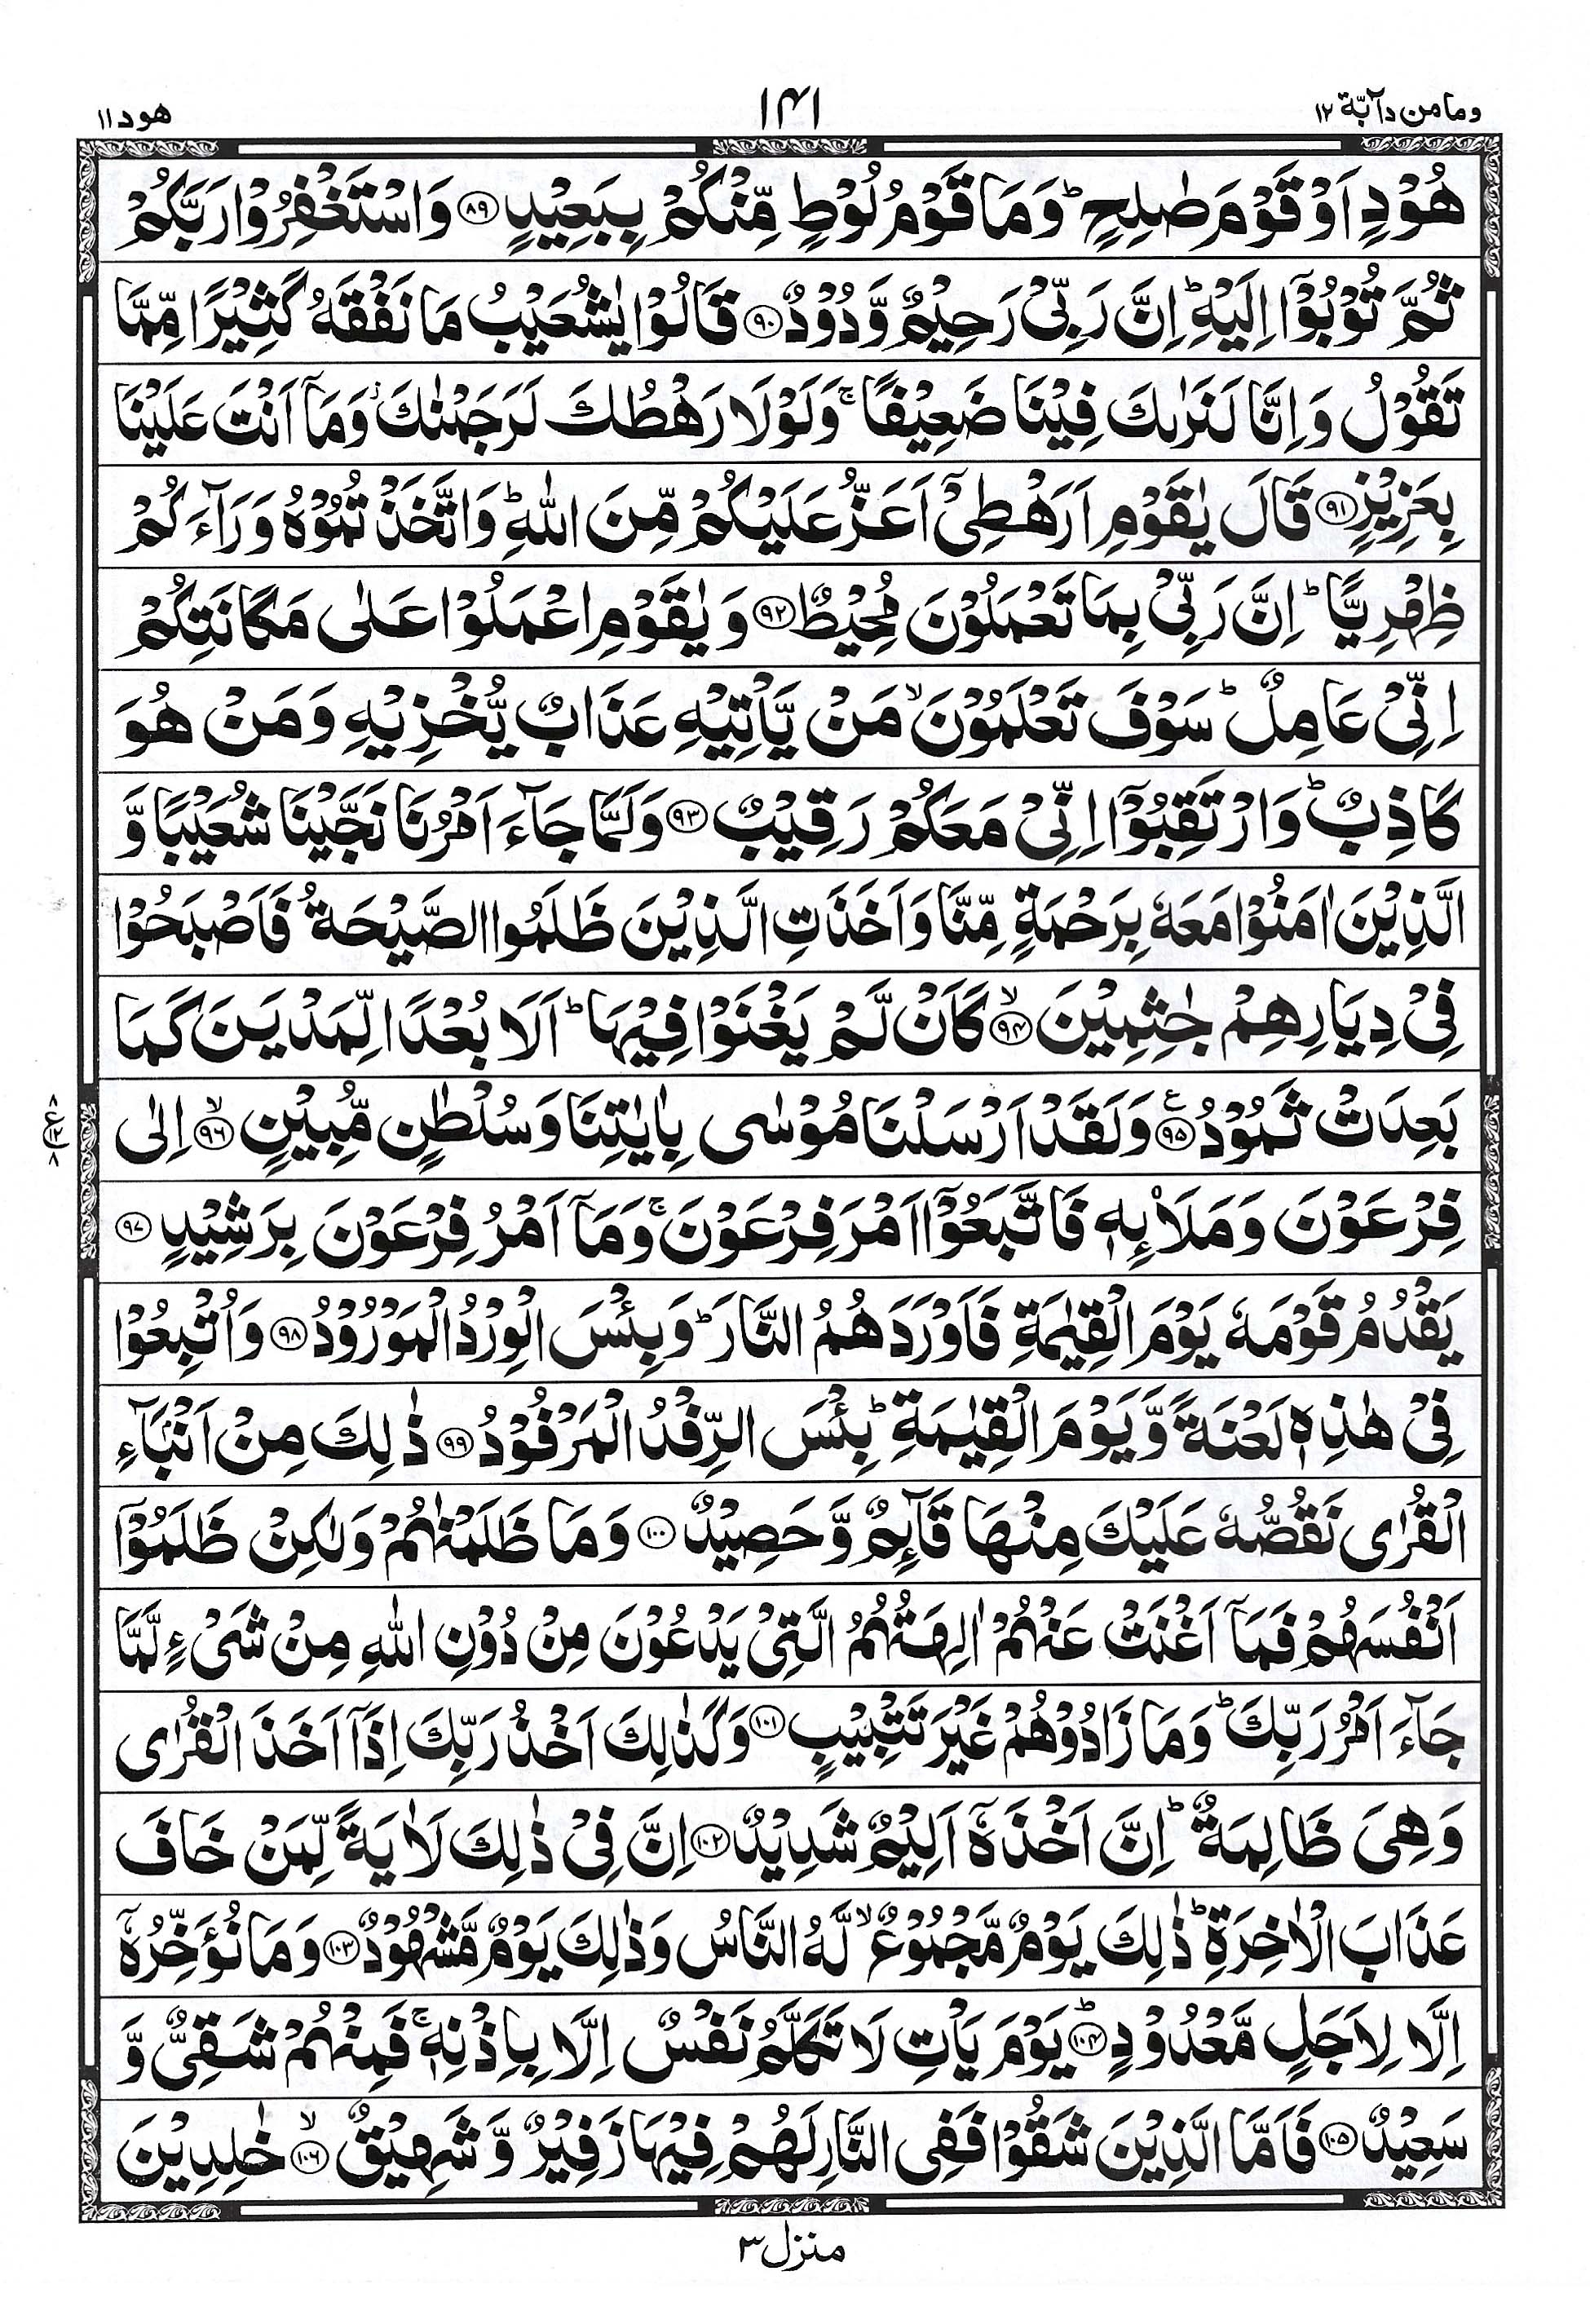 وما من دآبّة ١٢
١٤١
هود ١١
هُوْدٍ اَوْ قَوْمَ صٰلِحٍ ؕ وَمَا قَوْمُ لُوْطٍ مِّنْكُمْ بِبَعِيْدٍ ﴿٨٩﴾ وَاسْتَغْفِرُوْا رَبَّكُمْ
ثُمَّ تُوْبُوْۤا اِلَيْهِ ؕ اِنَّ رَبِّىْ رَحِيْمٌ وَّدُوْدٌ ﴿٩٠﴾ قَالُوْا يٰشُعَيْبُ مَا نَفْقَهُ كَثِيْرًا مِّمَّا
تَقُوْلُ وَاِنَّا لَنَرٰىكَ فِيْنَا ضَعِيْفًا ۚ وَلَوْلَا رَهْطُكَ لَرَجَمْنٰكَ ؗ وَمَاۤ اَنْتَ عَلَيْنَا
بِعَزِيْزٍ ﴿٩١﴾ قَالَ يٰقَوْمِ اَرَهْطِىْۤ اَعَزُّ عَلَيْكُمْ مِّنَ اللّٰهِ ؕ وَاتَّخَذْتُمُوْهُ وَرَآءَكُمْ
ظِهْرِيًّا ؕ اِنَّ رَبِّىْ بِمَا تَعْمَلُوْنَ مُحِيْطٌ ﴿٩٢﴾ وَيٰقَوْمِ اعْمَلُوْا عَلٰى مَكَانَتِكُمْ
اِنِّىْ عَامِلٌ ؕ سَوْفَ تَعْلَمُوْنَ ۙ مَنْ يَّاْتِيْهِ عَذَابٌ يُّخْزِيْهِ وَمَنْ هُوَ
كَاذِبٌ ؕ وَارْتَقِبُوْۤا اِنِّىْ مَعَكُمْ رَقِيْبٌ ﴿٩٣﴾ وَلَمَّا جَآءَ اَمْرُنَا نَجَّيْنَا شُعَيْبًا وَّ
الَّذِيْنَ اٰمَنُوْا مَعَهٗ بِرَحْمَةٍ مِّنَّا وَاَخَذَتِ الَّذِيْنَ ظَلَمُوا الصَّيْحَةُ فَاَصْبَحُوْا
فِىْ دِيَارِهِمْ جٰثِمِيْنَ ۙ﴿٩٤﴾ كَاَنْ لَّمْ يَغْنَوْا فِيْهَا ؕ اَلَا بُعْدًا لِّمَدْيَنَ كَمَا
بَعِدَتْ ثَمُوْدُ ﴿٩٥﴾ ع وَلَقَدْ اَرْسَلْنَا مُوْسٰى بِاٰيٰتِنَا وَسُلْطٰنٍ مُّبِيْنٍ ۙ﴿٩٦﴾ اِلٰى
فِرْعَوْنَ وَمَلَا۟ئِهٖ فَاتَّبَعُوْۤا اَمْرَ فِرْعَوْنَ ۚ وَمَاۤ اَمْرُ فِرْعَوْنَ بِرَشِيْدٍ ﴿٩٧﴾
يَقْدُمُ قَوْمَهٗ يَوْمَ الْقِيٰمَةِ فَاَوْرَدَهُمُ النَّارَ ؕ وَبِئْسَ الْوِرْدُ الْمَوْرُوْدُ ﴿٩٨﴾ وَاُتْبِعُوْا
فِىْ هٰذِهٖ لَعْنَةً وَّيَوْمَ الْقِيٰمَةِ ؕ بِئْسَ الرِّفْدُ الْمَرْفُوْدُ ﴿٩٩﴾ ذٰلِكَ مِنْ اَنْۢبَآءِ
الْقُرٰى نَقُصُّهٗ عَلَيْكَ مِنْهَا قَآئِمٌ وَّحَصِيْدٌ ﴿١٠٠﴾ وَمَا ظَلَمْنٰهُمْ وَلٰكِنْ ظَلَمُوْۤا
اَنْفُسَهُمْ فَمَاۤ اَغْنَتْ عَنْهُمْ اٰلِهَتُهُمُ الَّتِىْ يَدْعُوْنَ مِنْ دُوْنِ اللّٰهِ مِنْ شَىْءٍ لَّمَّا
جَآءَ اَمْرُ رَبِّكَ ؕ وَمَا زَادُوْهُمْ غَيْرَ تَتْبِيْبٍ ﴿١٠١﴾ وَكَذٰلِكَ اَخْذُ رَبِّكَ اِذَاۤ اَخَذَ الْقُرٰى
وَهِىَ ظَالِمَةٌ ؕ اِنَّ اَخْذَهٗۤ اَلِيْمٌ شَدِيْدٌ ﴿١٠٢﴾ اِنَّ فِىْ ذٰلِكَ لَاٰيَةً لِّمَنْ خَافَ
عَذَابَ الْاٰخِرَةِ ؕ ذٰلِكَ يَوْمٌ مَّجْمُوْعٌ ۙ لَّهُ النَّاسُ وَذٰلِكَ يَوْمٌ مَّشْهُوْدٌ ﴿١٠٣﴾ وَمَا نُؤَخِّرُهٗۤ
اِلَّا لِاَجَلٍ مَّعْدُوْدٍ ؕ﴿١٠٤﴾ يَوْمَ يَاْتِ لَا تَكَلَّمُ نَفْسٌ اِلَّا بِاِذْنِهٖ ۚ فَمِنْهُمْ شَقِىٌّ وَّ
سَعِيْدٌ ﴿١٠٥﴾ فَاَمَّا الَّذِيْنَ شَقُوْا فَفِى النَّارِ لَهُمْ فِيْهَا زَفِيْرٌ وَّشَهِيْقٌ ۙ﴿١٠٦﴾ خٰلِدِيْنَ
منزل ٣